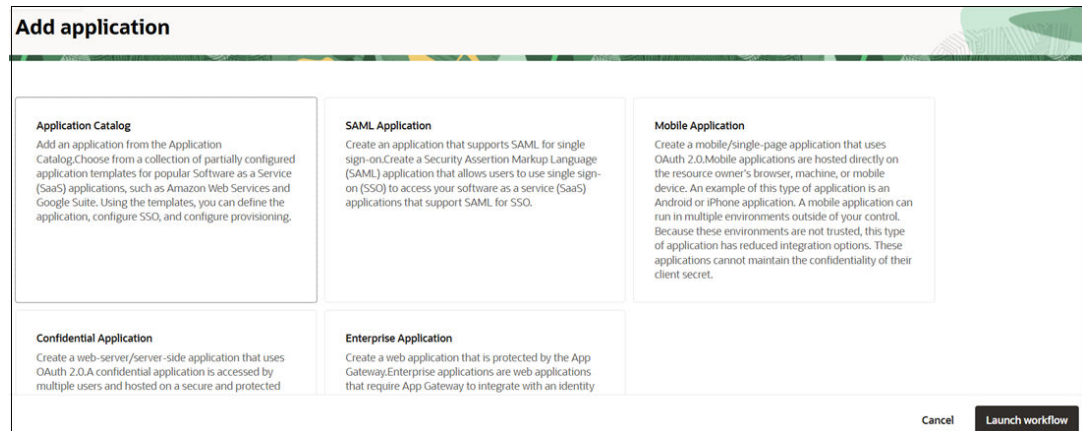 Add application
Application Catalog
Add an application from the Application
Catalog.Choose from a collection of partially configured
application templates for popular Software as a Service
(SaaS) applications, such as Amazon Web Services and
Google Suite. Using the templates, you can define the
application, configure SSO, and configure provisioning.
SAML Application
Create an application that supports SAML for single
sign-on.Create a Security Assertion Markup Language
(SAML) application that allows users to use single sign-
on (SSO) to access your software as a service (SaaS)
applications that support SAML for SSO.
Mobile Application
Create a mobile/single-page application that uses
OAuth 2.0.Mobile applications are hosted directly on
the resource owner's browser, machine, or mobile
device. An example of this type of application is an
Android or iPhone application. A mobile application can
run in multiple environments outside of your control.
Because these environments are not trusted, this type
of application has reduced integration options. These
applications cannot maintain the confidentiality of their
client secret.
Confidential Application
Create a web-server/server-side application that uses
OAuth 2.0.A confidential application is accessed by
multiple users and hosted on a secure and protected
Enterprise Application
Create a web application that is protected by the App
Gateway.Enterprise applications are web applications
that require App Gateway to integrate with an identity
Cancel
Launch workflow